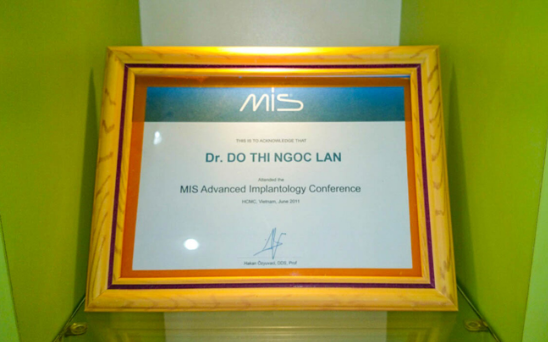 mis
THIS IS TO ACKNOWLEDGE THAT
Dr. DO THI NGOC LAN
Attended the
MIS Advanced Implantology Conference
HCMC, Vietnam, June 2011